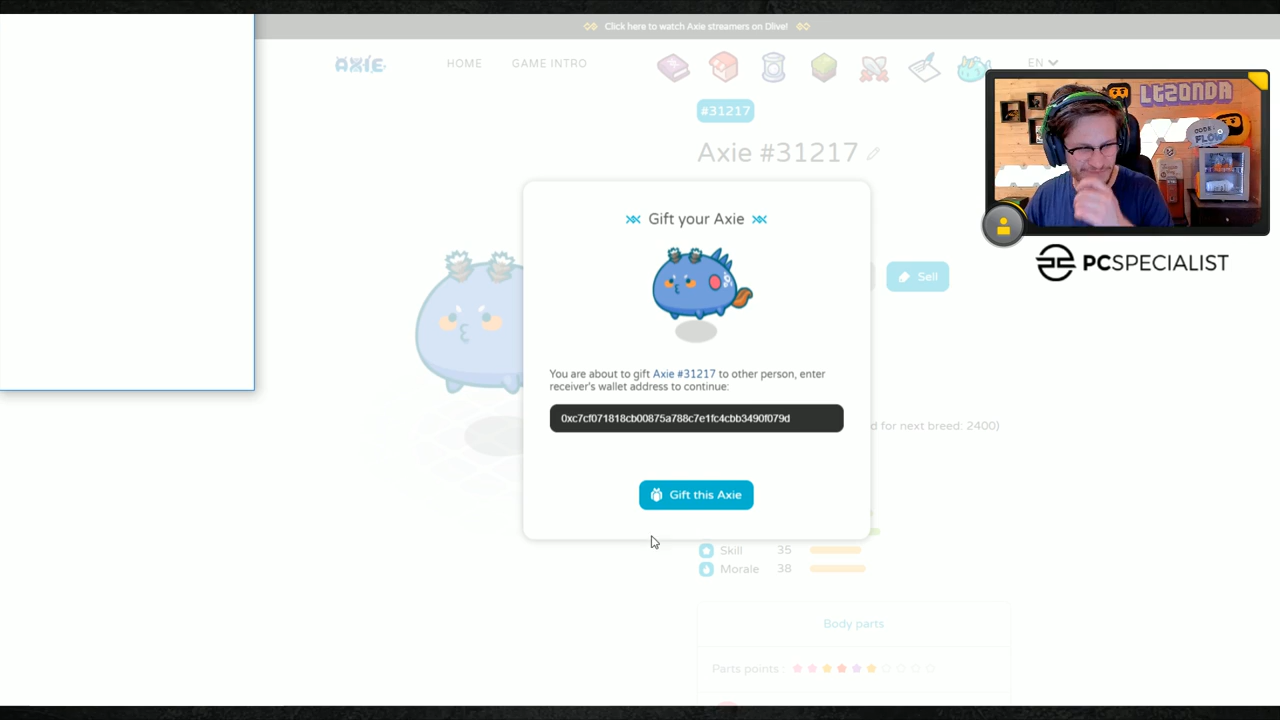 Click here to watch Axie streamers on Dlive!
AXIE
HOME
GAME INTRO
EN
#31217
Axie #31217
LTZONDA
CODE:
FLOW
PCSPECIALIST
Gift your Axie
Sell
You are about to gift Axie #31217 to other person, enter
receiver's wallet address to continue:
0xc7cf071818cb00875a788c7e1fc4cbb3490f079d
d for next breed: 2400)
Gift this Axie
Skill 35
Morale 38
Body parts
Parts points :